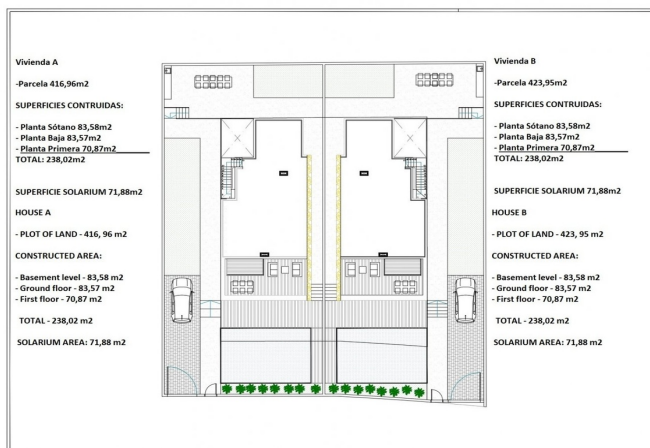 Vivienda A
-Parcela 416,96m2
SUPERFICIES CONTRUIDAS:
- Planta Sótano 83,58m2
- Planta Baja 83,57m2
- Planta Primera 70,87m2
TOTAL: 238,02m2
SUPERFICIE SOLARIUM 71,88m2
HOUSE A
- PLOT OF LAND - 416, 96 m2
CONSTRUCTED AREA:
- Basement level - 83,58 m2
- Ground floor - 83,57 m2
- First floor - 70,87 m2
TOTAL - 238,02 m2
SOLARIUM AREA: 71,88 m2
Vivienda B
-Parcela 423,95m2
SUPERFICIES CONTRUIDAS:
- Planta Sótano 83,58m2
- Planta Baja 83,57m2
- Planta Primera 70,87m2
TOTAL: 238,02m2
SUPERFICIE SOLARIUM 71,88m2
HOUSE B
- PLOT OF LAND - 423, 95 m2
CONSTRUCTED AREA:
- Basement level - 83,58 m2
- Ground floor - 83,57 m2
- First floor - 70,87 m2
TOTAL - 238,02 m2
SOLARIUM AREA: 71,88 m2